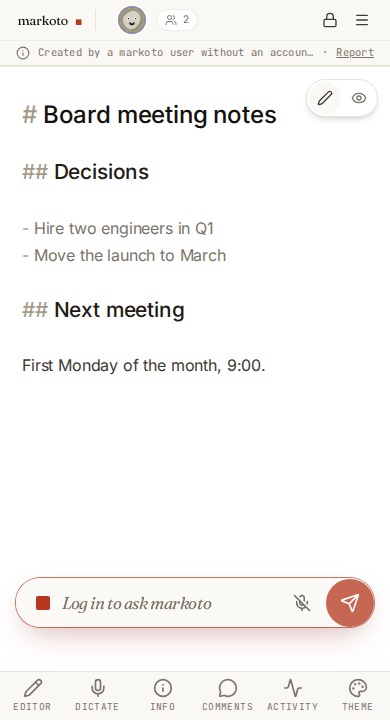 markoto
2
Created by a markoto user without an accoun… · Report
# Board meeting notes
## Decisions
- Hire two engineers in Q1
- Move the launch to March
## Next meeting
First Monday of the month, 9:00.
Log in to ask markoto
EDITOR DICTATE INFO COMMENTS ACTIVITY THEME